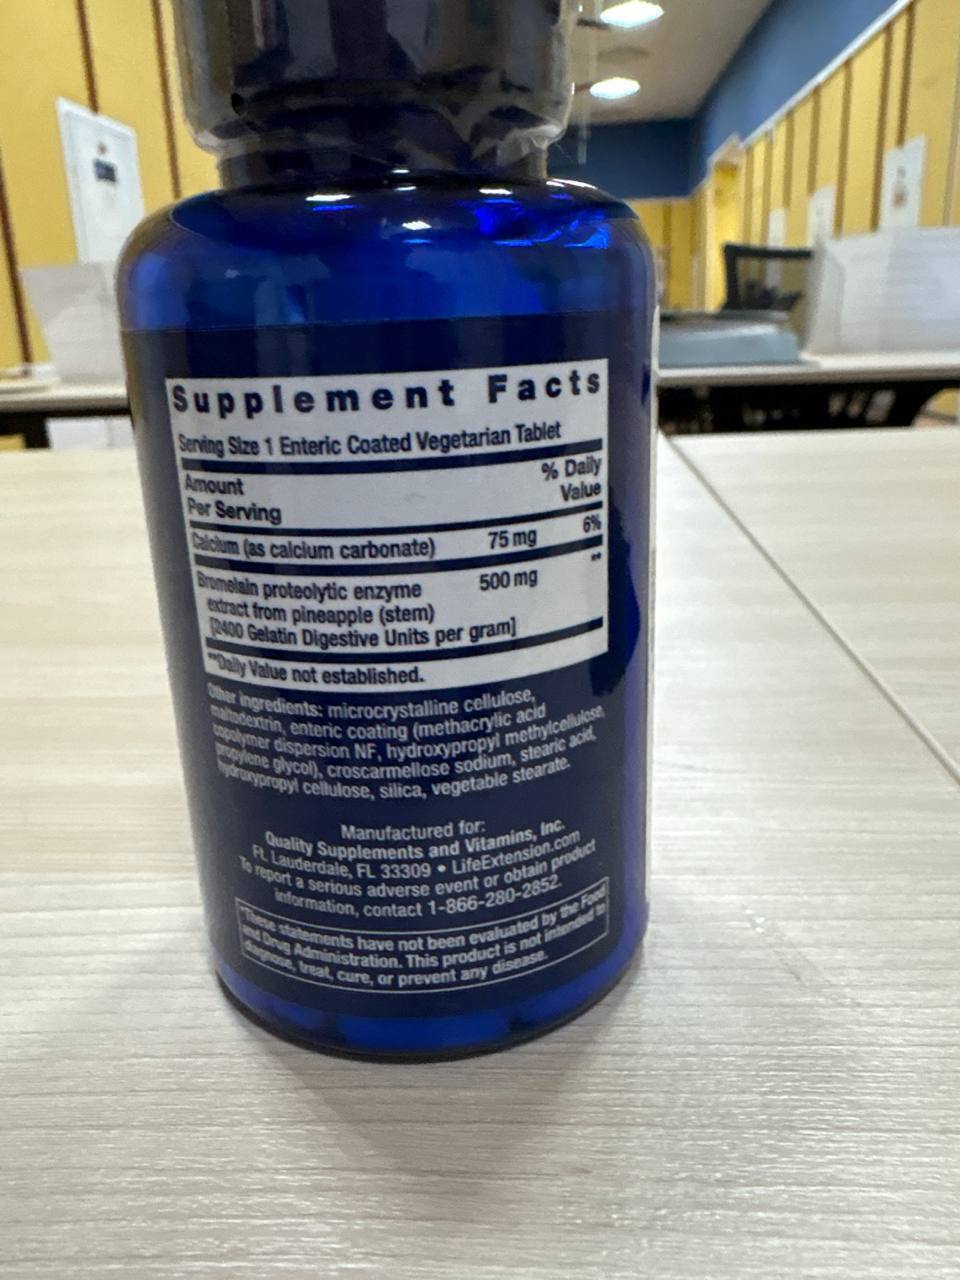 Supplement Facts
Serving Size 1 Enteric Coated Vegetarian Tablet
Amount
Per Serving
% Daily
Value
Calcium (as calcium carbonate) 75 mg 6%
Bromelain proteolytic enzyme 500 mg **
extract from pineapple (stem)
[2400 Gelatin Digestive Units per gram]
**Daily Value not established.
Other ingredients: microcrystalline cellulose,
maltodextrin, enteric coating (methacrylic acid
copolymer dispersion NF, hydroxypropyl methylcellulose,
propylene glycol), croscarmellose sodium, stearic acid,
hydroxypropyl cellulose, silica, vegetable stearate.
Manufactured for:
Quality Supplements and Vitamins, Inc.
Ft. Lauderdale, FL 33309 • LifeExtension.com
To report a serious adverse event or obtain product
information, contact 1-866-280-2852.
*These statements have not been evaluated by the Food
and Drug Administration. This product is not intended to
diagnose, treat, cure, or prevent any disease.